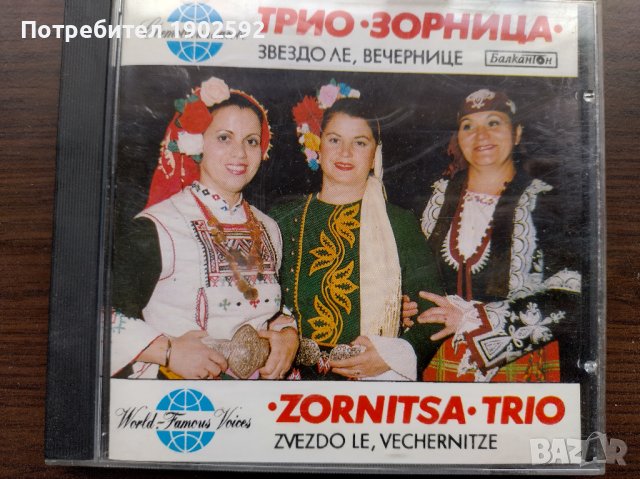 Потребител 1902592
ТРИО·ЗОРНИЦА·
ЗВЕЗДО ЛЕ, ВЕЧЕРНИЦЕ
Балкантон
World-Famous Voices
·ZORNITSA·TRIO
ZVEZDO LE, VECHERNITZE
BAZAR